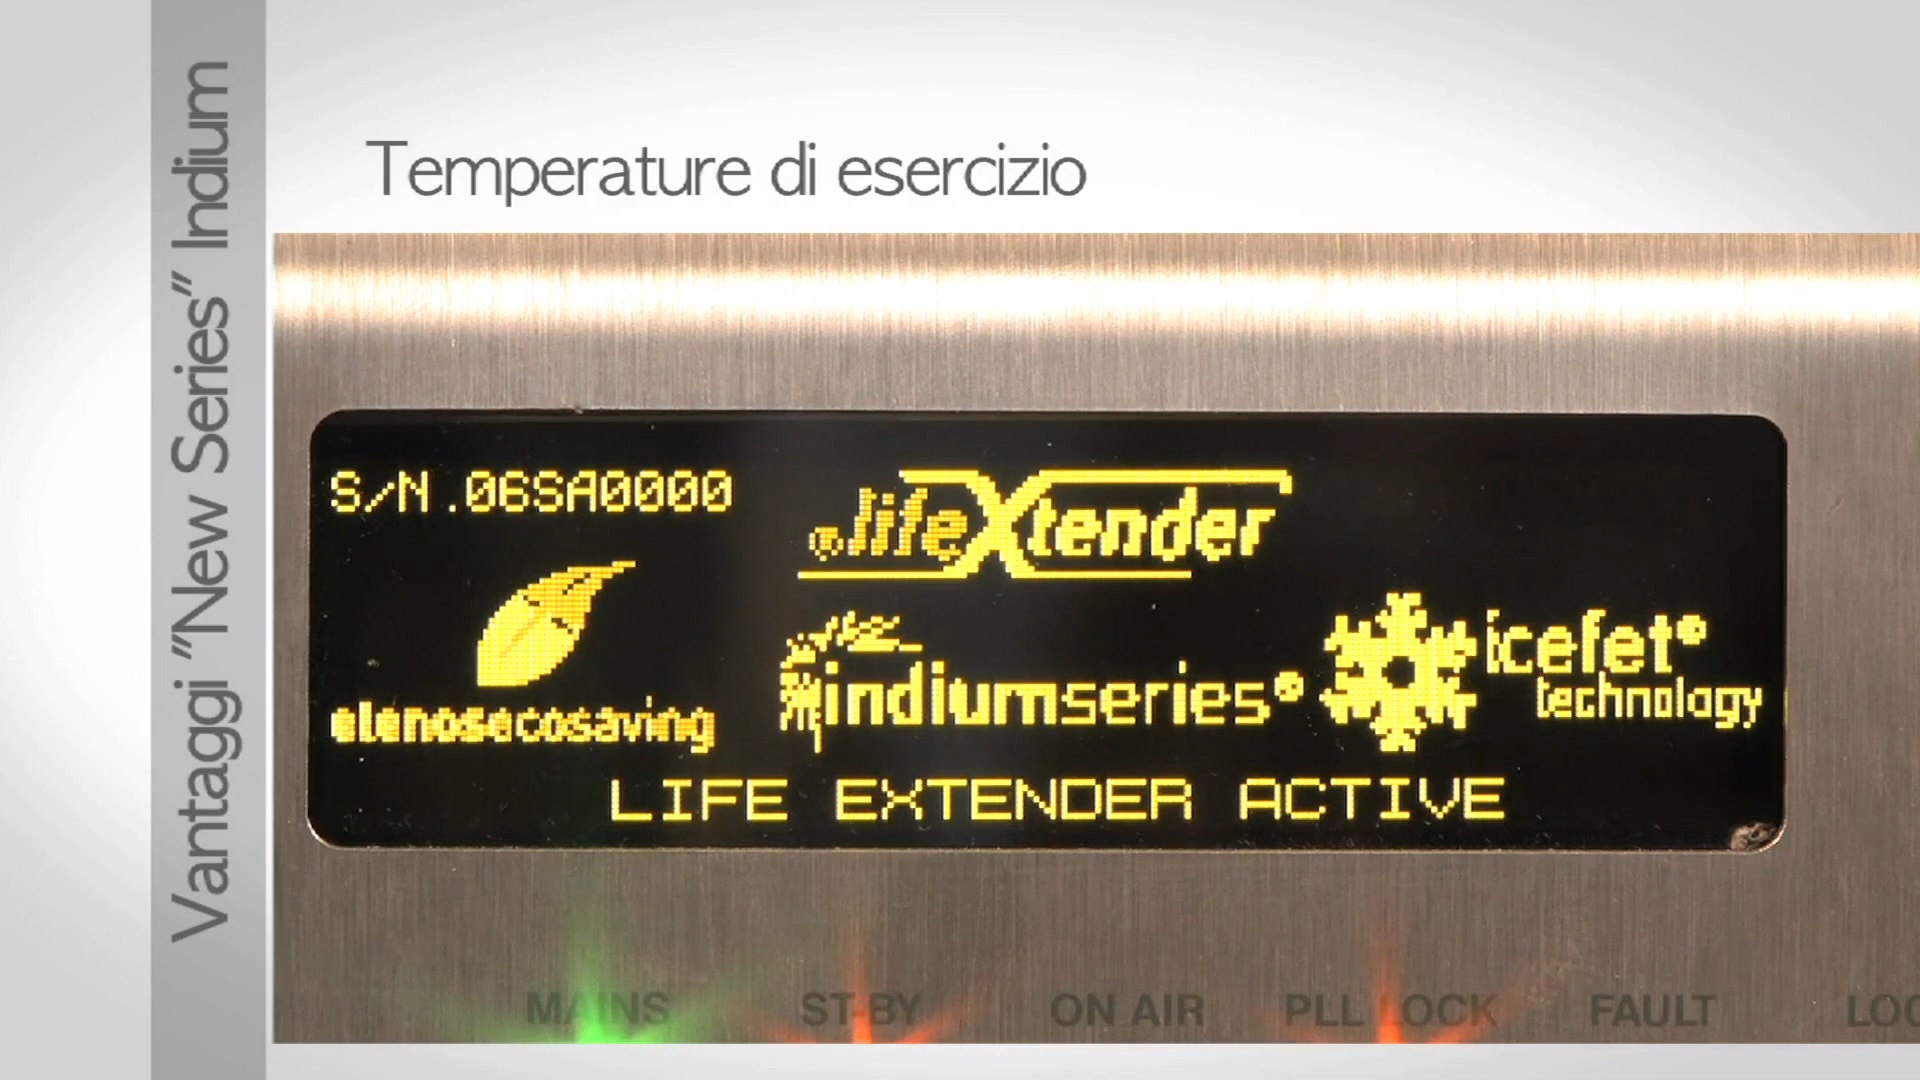 Vantaggi "New Series" Indium
Temperature di esercizio
S/N.06SA0000
®lifeXtender
elenosecosaving
indiumseries®
icefet®
technology
LIFE EXTENDER ACTIVE
MAINS ST-BY ON AIR PLL LOCK FAULT LOC